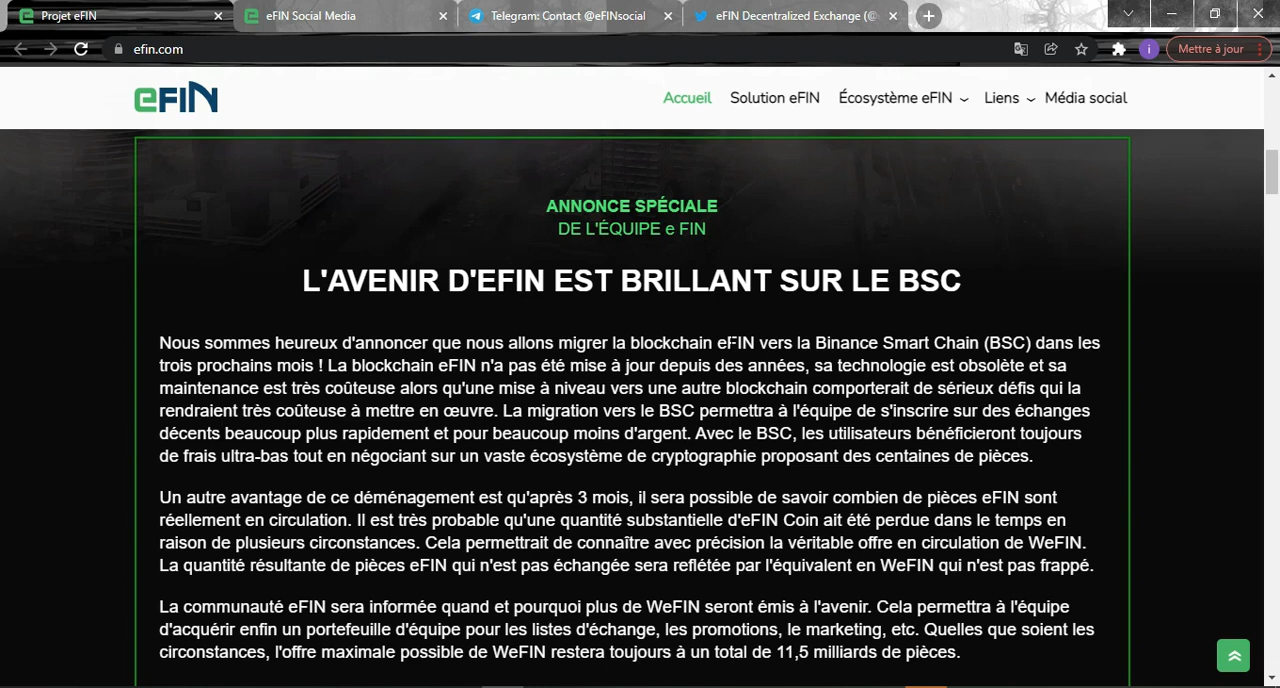 Projet eFIN
eFIN Social Media
Telegram: Contact @eFINsocial
eFIN Decentralized Exchange (@
efin.com
i
Mettre à jour
eFIN
Accueil
Solution eFIN
Écosystème eFIN
Liens
Média social
ANNONCE SPÉCIALE
DE L'ÉQUIPE e FIN
L'AVENIR D'EFIN EST BRILLANT SUR LE BSC
Nous sommes heureux d'annoncer que nous allons migrer la blockchain eFIN vers la Binance Smart Chain (BSC) dans les
trois prochains mois ! La blockchain eFIN n'a pas été mise à jour depuis des années, sa technologie est obsolète et sa
maintenance est très coûteuse alors qu'une mise à niveau vers une autre blockchain comporterait de sérieux défis qui la
rendraient très coûteuse à mettre en œuvre. La migration vers le BSC permettra à l'équipe de s'inscrire sur des échanges
décents beaucoup plus rapidement et pour beaucoup moins d'argent. Avec le BSC, les utilisateurs bénéficieront toujours
de frais ultra-bas tout en négociant sur un vaste écosystème de cryptographie proposant des centaines de pièces.
Un autre avantage de ce déménagement est qu'après 3 mois, il sera possible de savoir combien de pièces eFIN sont
réellement en circulation. Il est très probable qu'une quantité substantielle d'eFIN Coin ait été perdue dans le temps en
raison de plusieurs circonstances. Cela permettrait de connaître avec précision la véritable offre en circulation de WeFIN.
La quantité résultante de pièces eFIN qui n'est pas échangée sera reflétée par l'équivalent en WeFIN qui n'est pas frappé.
La communauté eFIN sera informée quand et pourquoi plus de WeFIN seront émis à l'avenir. Cela permettra à l'équipe
d'acquérir enfin un portefeuille d'équipe pour les listes d'échange, les promotions, le marketing, etc. Quelles que soient les
circonstances, l'offre maximale possible de WeFIN restera toujours à un total de 11,5 milliards de pièces.